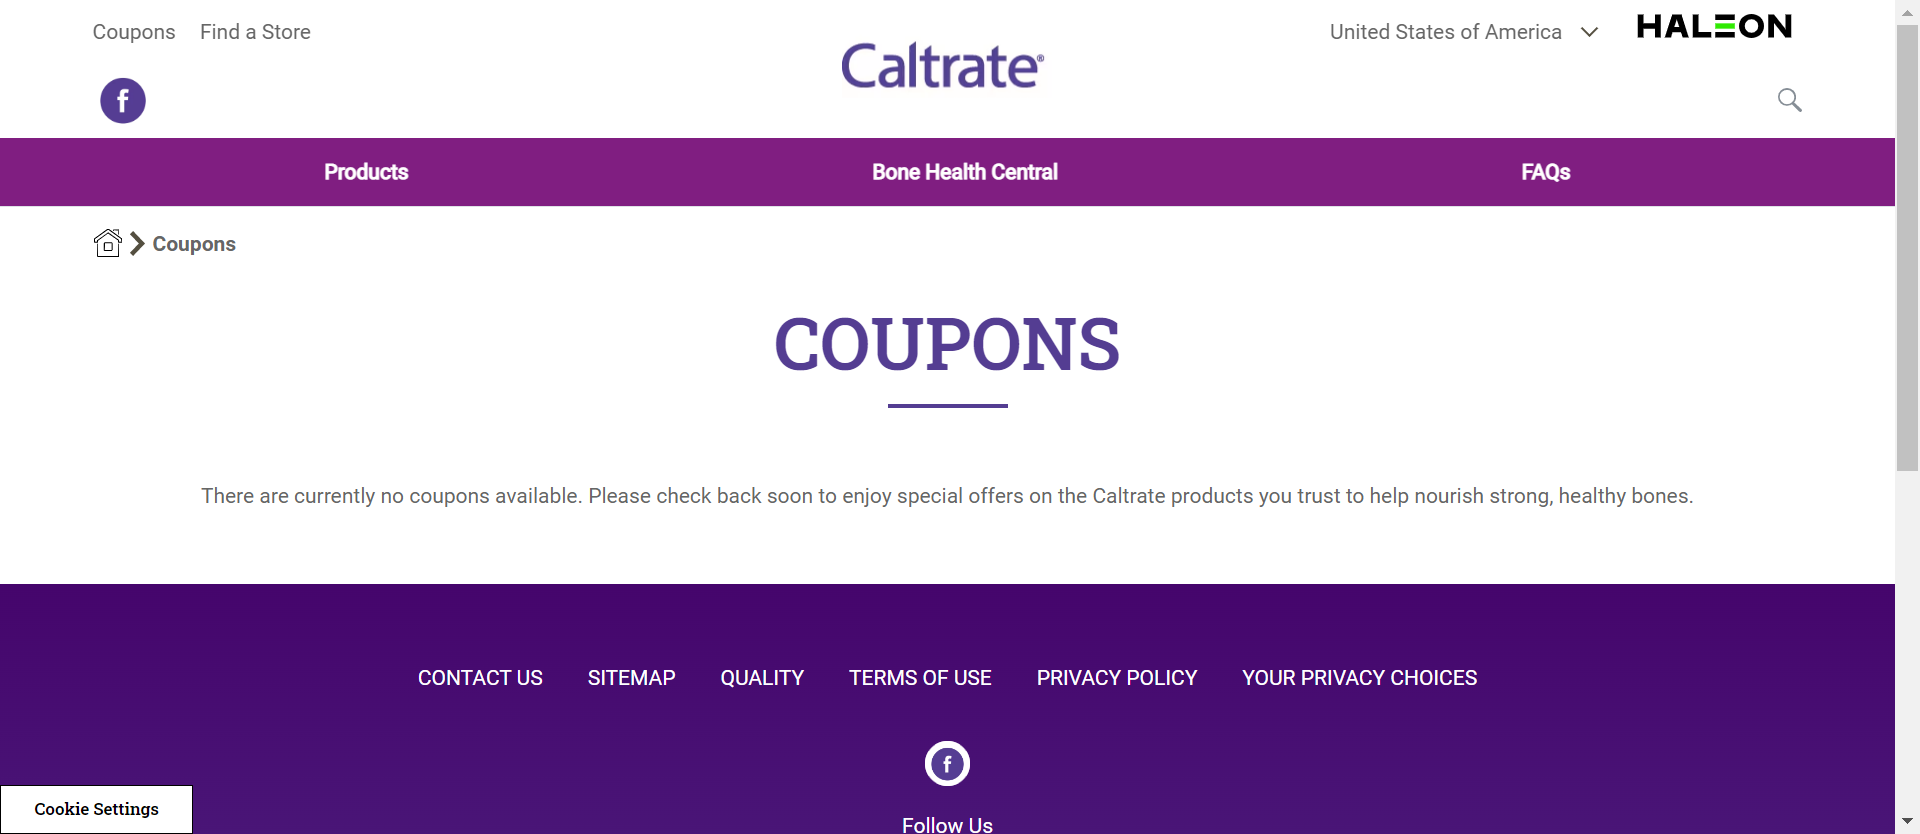 Coupons Find a Store
United States of America
HALEON
Caltrate®
f
Products Bone Health Central FAQs
Coupons
COUPONS
There are currently no coupons available. Please check back soon to enjoy special offers on the Caltrate products you trust to help nourish strong, healthy bones.
CONTACT US SITEMAP QUALITY TERMS OF USE PRIVACY POLICY YOUR PRIVACY CHOICES
f
Cookie Settings
Follow Us